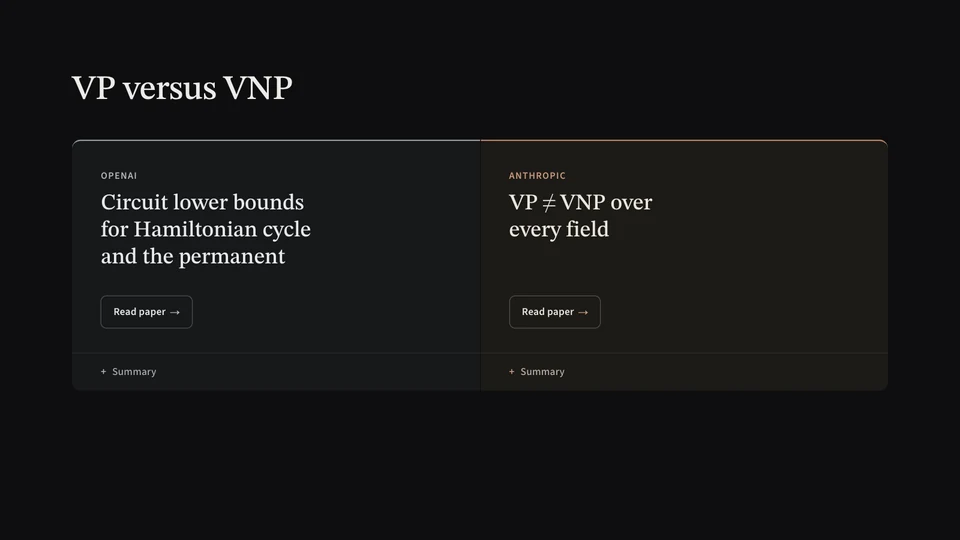 VP versus VNP
OPENAI
Circuit lower bounds
for Hamiltonian cycle
and the permanent
Read paper →
+ Summary
ANTHROPIC
VP ≠ VNP over
every field
Read paper →
+ Summary